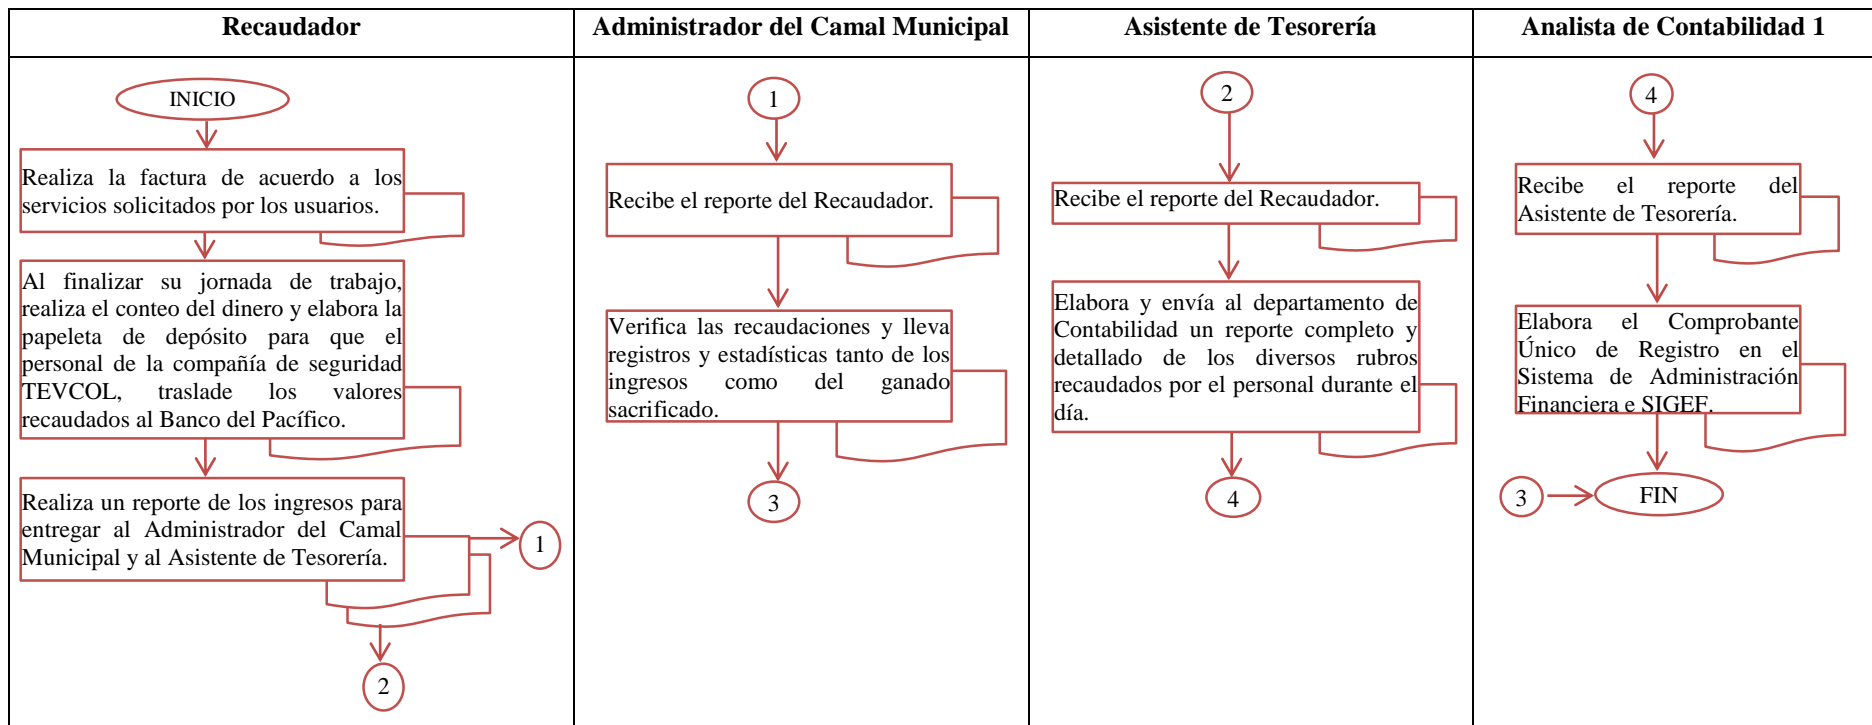 Recaudador
Administrador del Camal Municipal
Asistente de Tesorería
Analista de Contabilidad 1
INICIO
Realiza la factura de acuerdo a los
servicios solicitados por los usuarios.
Al finalizar su jornada de trabajo,
realiza el conteo del dinero y elabora la
papeleta de depósito para que el
personal de la compañía de seguridad
TEVCOL, traslade los valores
recaudados al Banco del Pacífico.
Realiza un reporte de los ingresos para
entregar al Administrador del Camal
Municipal y al Asistente de Tesorería.
1
2
1
Recibe el reporte del Recaudador.
Verifica las recaudaciones y lleva
registros y estadísticas tanto de los
ingresos como del ganado
sacrificado.
3
2
Recibe el reporte del Recaudador.
Elabora y envía al departamento de
Contabilidad un reporte completo y
detallado de los diversos rubros
recaudados por el personal durante el
día.
4
4
Recibe el reporte del
Asistente de Tesorería.
Elabora el Comprobante
Único de Registro en el
Sistema de Administración
Financiera e SIGEF.
3
FIN